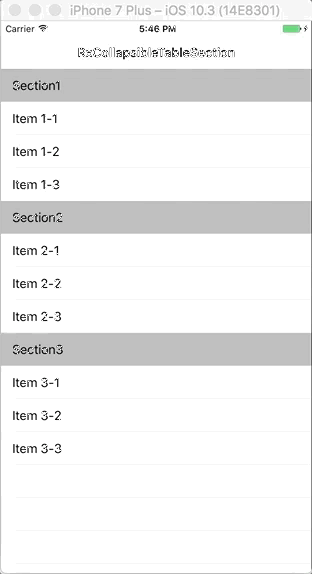 iPhone 7 Plus – iOS 10.3 (14E8301)
Carrier 5:46 PM
RxCollapsibleTableSection
Section1
Item 1-1
Item 1-2
Item 1-3
Section2
Item 2-1
Item 2-2
Item 2-3
Section3
Item 3-1
Item 3-2
Item 3-3